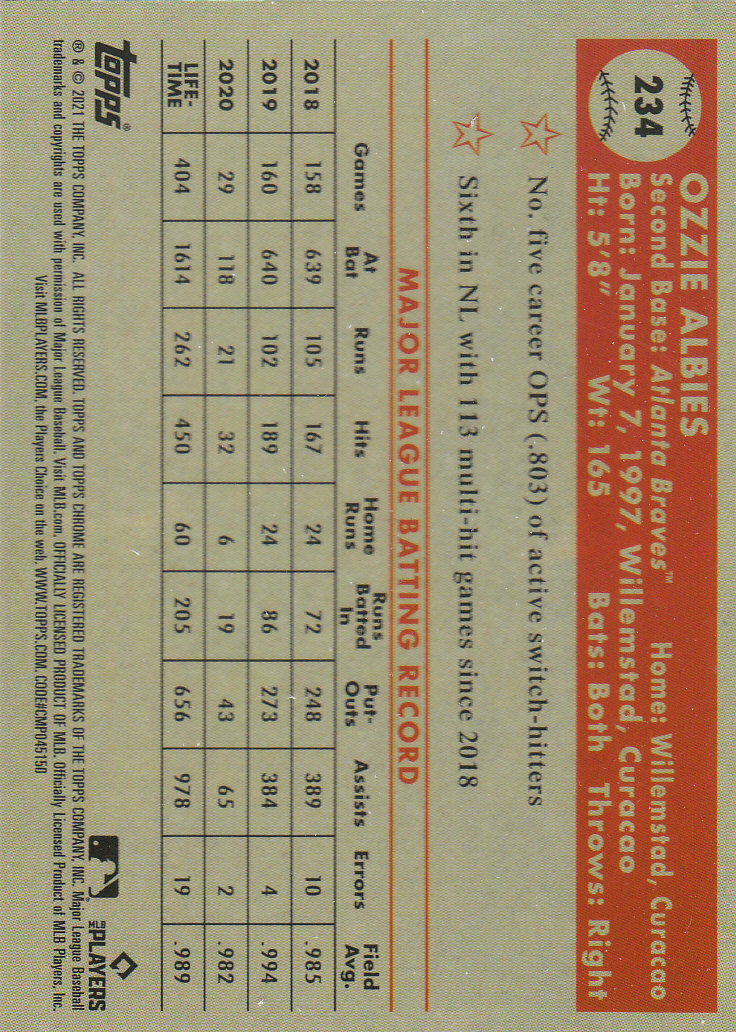 234
OZZIE ALBIES
Second Base: Atlanta Braves™ Home: Willemstad, Curacao
Born: January 7, 1997, Willemstad, Curacao
Ht: 5'8" Wt: 165 Bats: Both Throws: Right
No. five career OPS (.803) of active switch-hitters
Sixth in NL with 113 multi-hit games since 2018
MAJOR LEAGUE BATTING RECORD
Games At Bat Runs Hits Home Runs Runs Batted In Put-Outs Assists Errors Field Avg.
2018 158 639 105 167 24 72 248 389 10 .985
2019 160 640 102 189 24 86 273 384 4 .994
2020 29 118 21 32 6 19 43 65 2 .982
LIFE-TIME 404 1614 262 450 60 205 656 978 19 .989
topps®
MLB PLAYERS
® & © 2021 THE TOPPS COMPANY, INC. ALL RIGHTS RESERVED. TOPPS AND TOPPS CHROME ARE REGISTERED TRADEMARKS OF THE TOPPS COMPANY, INC. Major League Baseball
trademarks and copyrights are used with permission of Major League Baseball. Visit MLB.com. OFFICIALLY LICENSED PRODUCT OF MLB. Officially Licensed Product of MLB Players, Inc.
Visit MLBPLAYERS.COM, the Players Choice on the web. WWW.TOPPS.COM. CODE#CMP045150